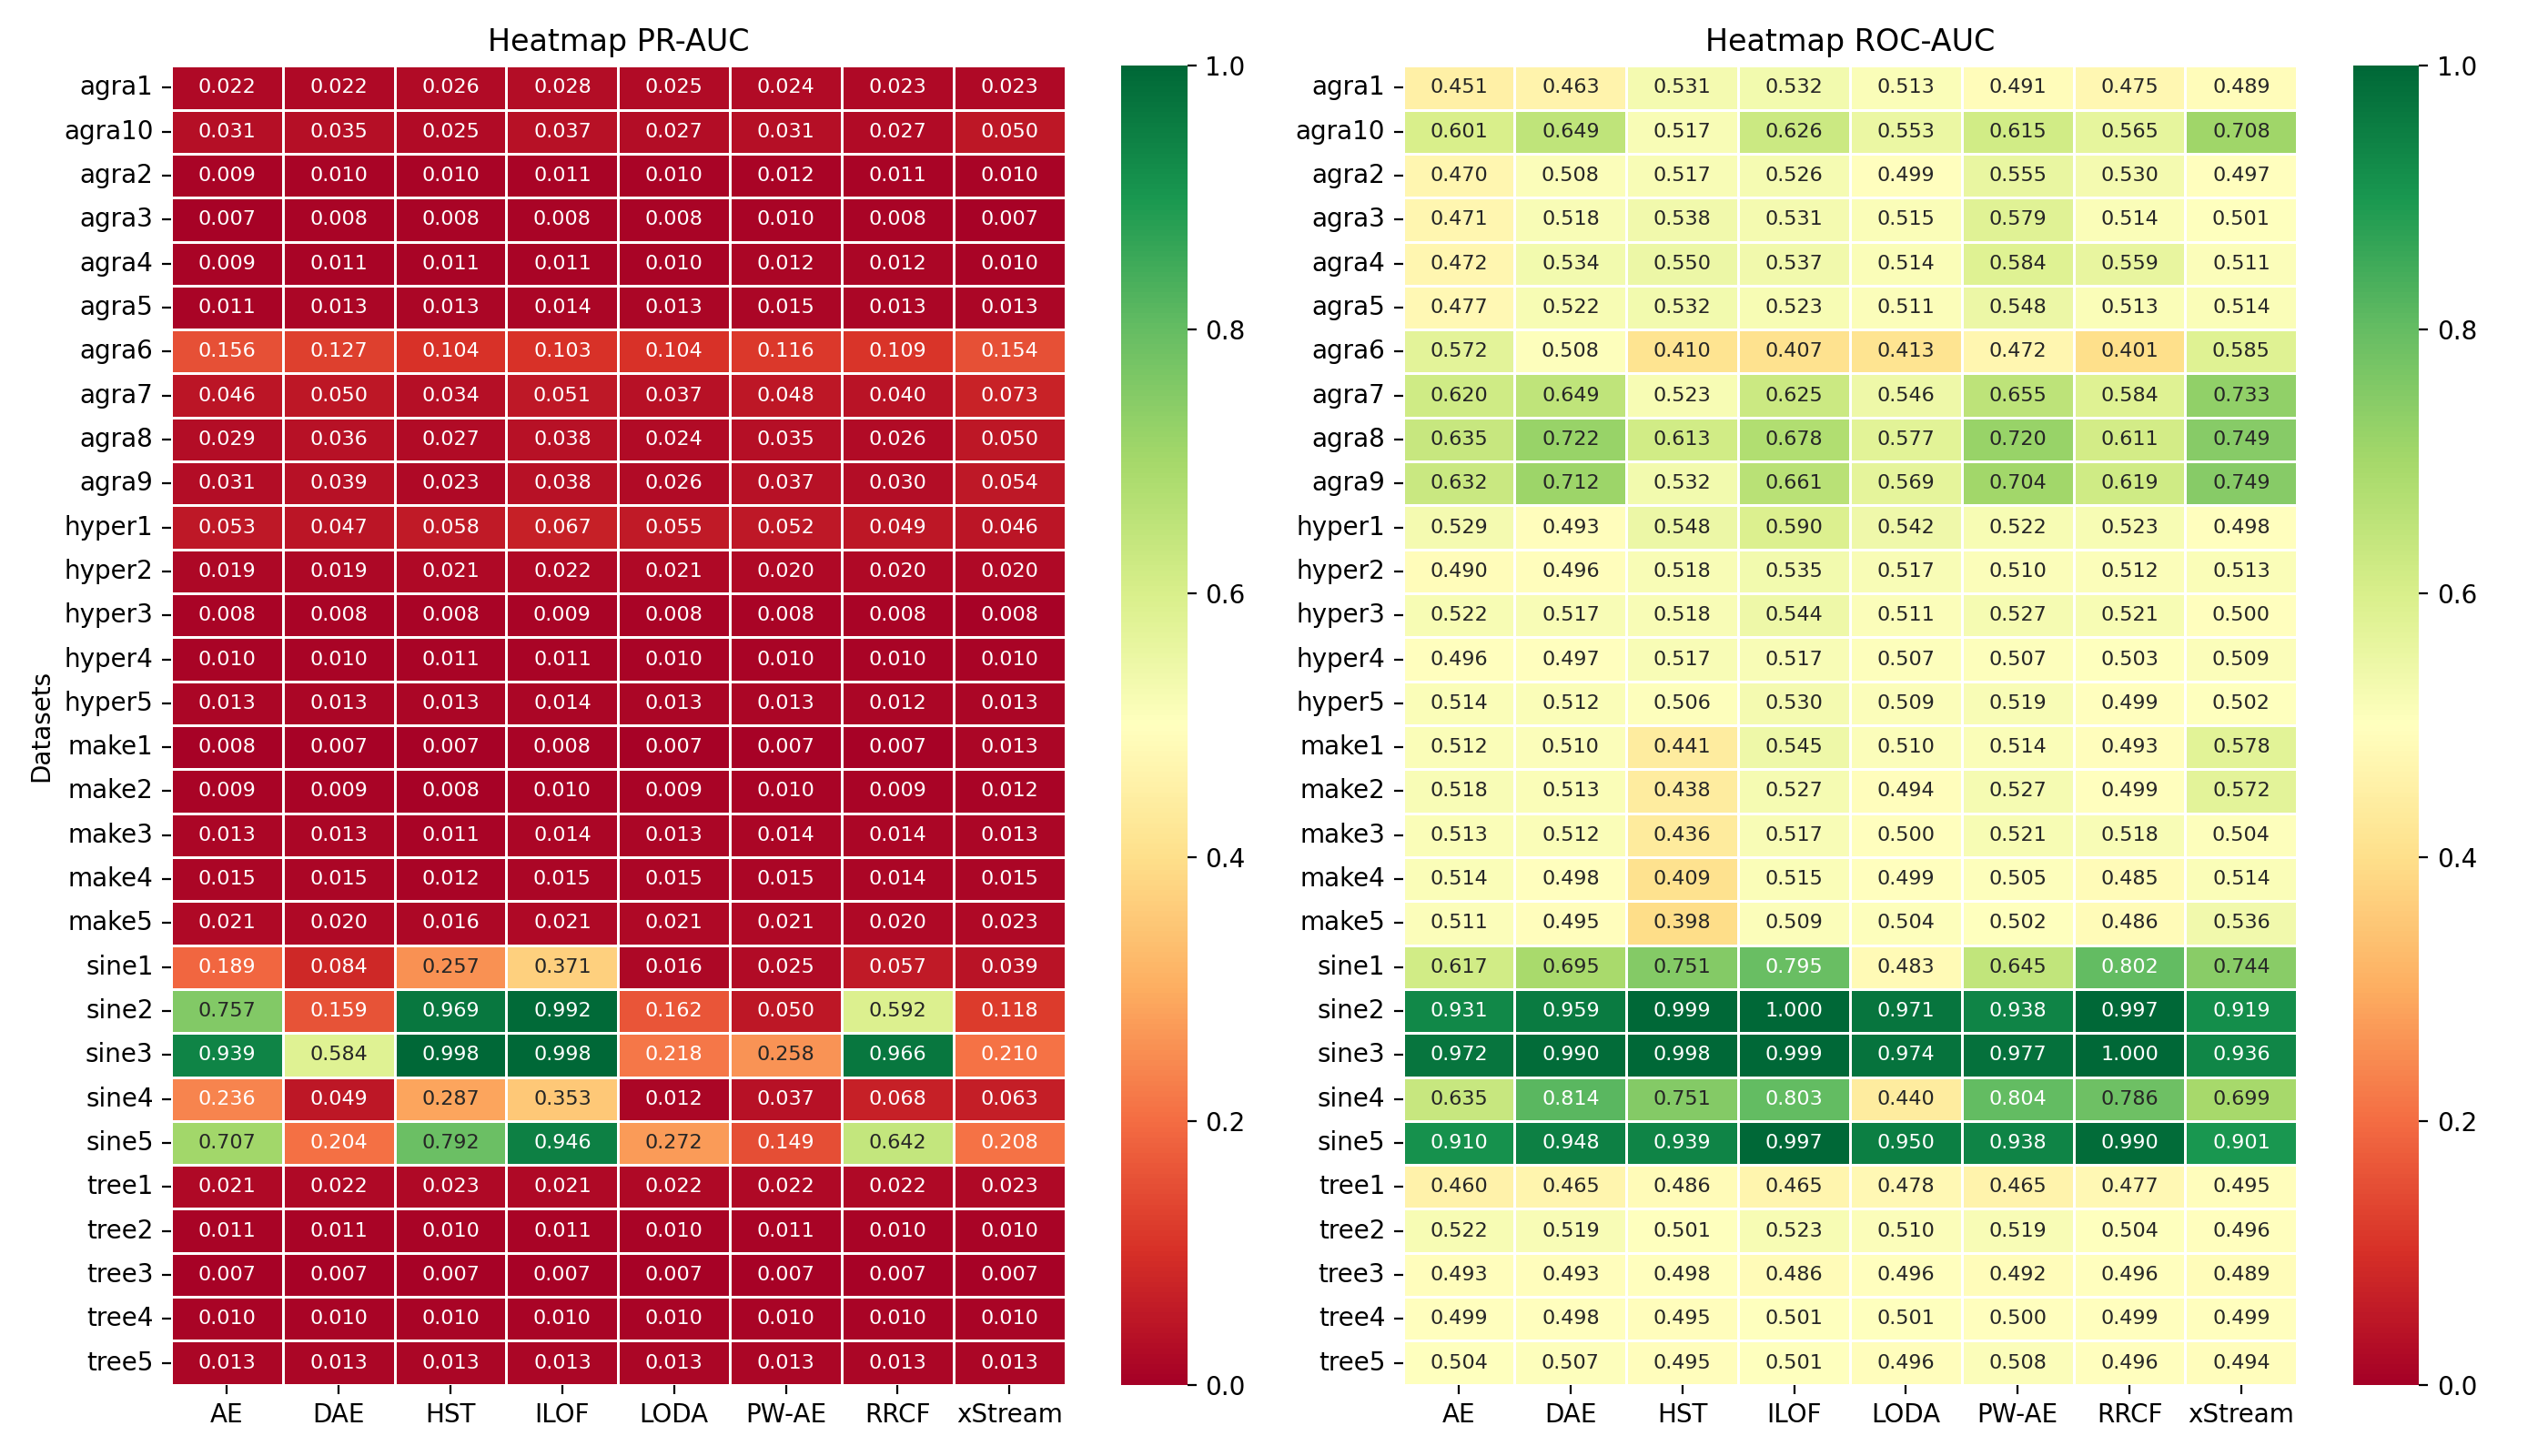 Heatmap PR-AUC
Datasets
agra1 0.022 0.022 0.026 0.028 0.025 0.024 0.023 0.023
agra10 0.031 0.035 0.025 0.037 0.027 0.031 0.027 0.050
agra2 0.009 0.010 0.010 0.011 0.010 0.012 0.011 0.010
agra3 0.007 0.008 0.008 0.008 0.008 0.010 0.008 0.007
agra4 0.009 0.011 0.011 0.011 0.010 0.012 0.012 0.010
agra5 0.011 0.013 0.013 0.014 0.013 0.015 0.013 0.013
agra6 0.156 0.127 0.104 0.103 0.104 0.116 0.109 0.154
agra7 0.046 0.050 0.034 0.051 0.037 0.048 0.040 0.073
agra8 0.029 0.036 0.027 0.038 0.024 0.035 0.026 0.050
agra9 0.031 0.039 0.023 0.038 0.026 0.037 0.030 0.054
hyper1 0.053 0.047 0.058 0.067 0.055 0.052 0.049 0.046
hyper2 0.019 0.019 0.021 0.022 0.021 0.020 0.020 0.020
hyper3 0.008 0.008 0.008 0.009 0.008 0.008 0.008 0.008
hyper4 0.010 0.010 0.011 0.011 0.010 0.010 0.010 0.010
hyper5 0.013 0.013 0.013 0.014 0.013 0.013 0.012 0.013
make1 0.008 0.007 0.007 0.008 0.007 0.007 0.007 0.013
make2 0.009 0.009 0.008 0.010 0.009 0.010 0.009 0.012
make3 0.013 0.013 0.011 0.014 0.013 0.014 0.014 0.013
make4 0.015 0.015 0.012 0.015 0.015 0.015 0.014 0.015
make5 0.021 0.020 0.016 0.021 0.021 0.021 0.020 0.023
sine1 0.189 0.084 0.257 0.371 0.016 0.025 0.057 0.039
sine2 0.757 0.159 0.969 0.992 0.162 0.050 0.592 0.118
sine3 0.939 0.584 0.998 0.998 0.218 0.258 0.966 0.210
sine4 0.236 0.049 0.287 0.353 0.012 0.037 0.068 0.063
sine5 0.707 0.204 0.792 0.946 0.272 0.149 0.642 0.208
tree1 0.021 0.022 0.023 0.021 0.022 0.022 0.022 0.023
tree2 0.011 0.011 0.010 0.011 0.010 0.011 0.010 0.010
tree3 0.007 0.007 0.007 0.007 0.007 0.007 0.007 0.007
tree4 0.010 0.010 0.010 0.010 0.010 0.010 0.010 0.010
tree5 0.013 0.013 0.013 0.013 0.013 0.013 0.013 0.013
AE DAE HST ILOF LODA PW-AE RRCF xStream
1.0
0.8
0.6
0.4
0.2
0.0
Heatmap ROC-AUC
agra1 0.451 0.463 0.531 0.532 0.513 0.491 0.475 0.489
agra10 0.601 0.649 0.517 0.626 0.553 0.615 0.565 0.708
agra2 0.470 0.508 0.517 0.526 0.499 0.555 0.530 0.497
agra3 0.471 0.518 0.538 0.531 0.515 0.579 0.514 0.501
agra4 0.472 0.534 0.550 0.537 0.514 0.584 0.559 0.511
agra5 0.477 0.522 0.532 0.523 0.511 0.548 0.513 0.514
agra6 0.572 0.508 0.410 0.407 0.413 0.472 0.401 0.585
agra7 0.620 0.649 0.523 0.625 0.546 0.655 0.584 0.733
agra8 0.635 0.722 0.613 0.678 0.577 0.720 0.611 0.749
agra9 0.632 0.712 0.532 0.661 0.569 0.704 0.619 0.749
hyper1 0.529 0.493 0.548 0.590 0.542 0.522 0.523 0.498
hyper2 0.490 0.496 0.518 0.535 0.517 0.510 0.512 0.513
hyper3 0.522 0.517 0.518 0.544 0.511 0.527 0.521 0.500
hyper4 0.496 0.497 0.517 0.517 0.507 0.507 0.503 0.509
hyper5 0.514 0.512 0.506 0.530 0.509 0.519 0.499 0.502
make1 0.512 0.510 0.441 0.545 0.502 0.514 0.493 0.578
make2 0.518 0.513 0.438 0.527 0.494 0.527 0.499 0.572
make3 0.513 0.512 0.436 0.517 0.500 0.521 0.518 0.504
make4 0.514 0.498 0.409 0.515 0.499 0.505 0.485 0.514
make5 0.511 0.495 0.398 0.509 0.504 0.502 0.486 0.536
sine1 0.617 0.695 0.751 0.795 0.483 0.645 0.802 0.744
sine2 0.931 0.959 0.999 1.000 0.971 0.938 0.997 0.919
sine3 0.972 0.990 0.998 0.999 0.974 0.977 1.000 0.936
sine4 0.635 0.814 0.751 0.803 0.440 0.804 0.786 0.699
sine5 0.910 0.948 0.939 0.997 0.950 0.938 0.990 0.901
tree1 0.460 0.465 0.486 0.465 0.478 0.465 0.477 0.495
tree2 0.522 0.519 0.501 0.523 0.510 0.519 0.504 0.496
tree3 0.493 0.493 0.498 0.486 0.496 0.492 0.496 0.489
tree4 0.499 0.498 0.495 0.501 0.501 0.500 0.499 0.499
tree5 0.504 0.507 0.495 0.501 0.496 0.508 0.496 0.494
AE DAE HST ILOF LODA PW-AE RRCF xStream
1.0
0.8
0.6
0.4
0.2
0.0